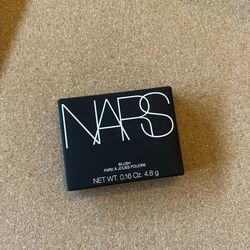 NARS
BLUSH
FARD À JOUES POUDRE
NET WT. 0.16 Oz. 4.8 g